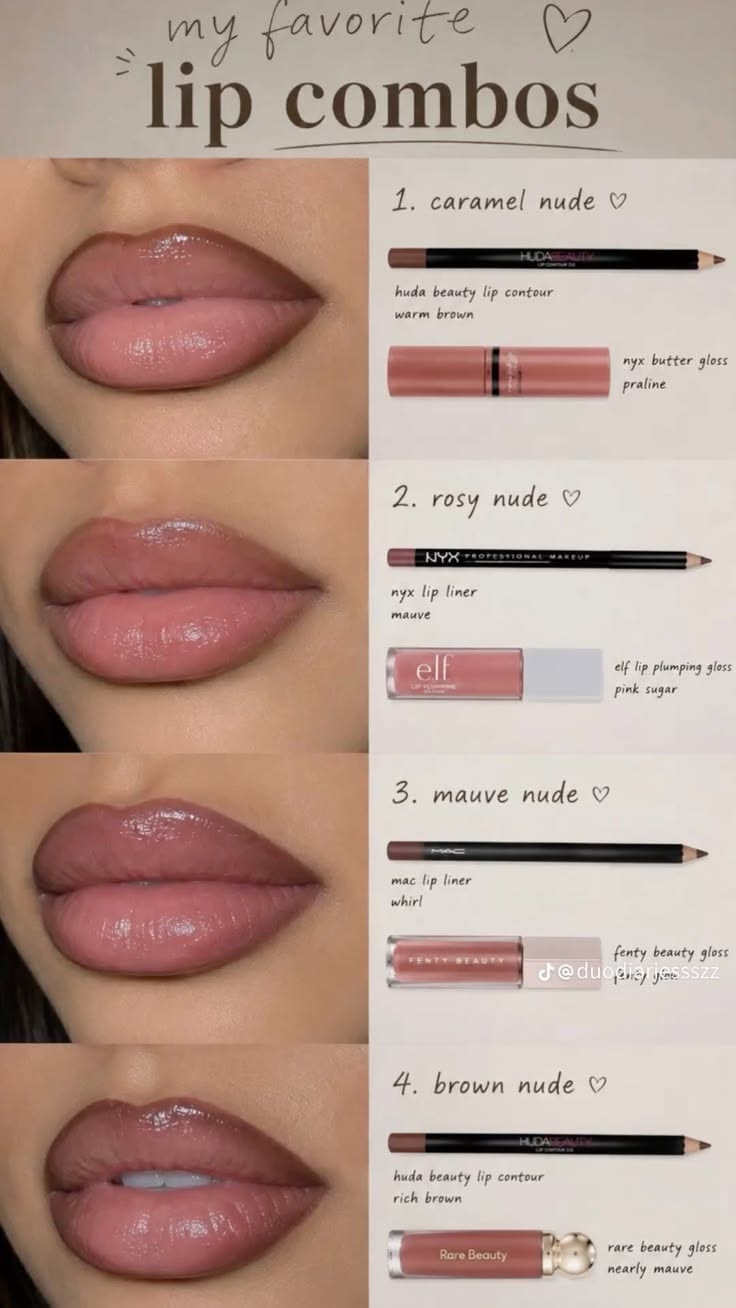 my favorite
lip combos
1. caramel nude
HUDABEAUTY
huda beauty lip contour
warm brown
nyx butter gloss
praline
2. rosy nude
NYX PROFESSIONAL MAKEUP
nyx lip liner
mauve
elf
LIP PLUMPING
elf lip plumping gloss
pink sugar
3. mauve nude
MAC
mac lip liner
whirl
FENTY BEAUTY
fenty beauty gloss
@duodiariessszz
4. brown nude
HUDABEAUTY
huda beauty lip contour
rich brown
Rare Beauty
rare beauty gloss
nearly mauve